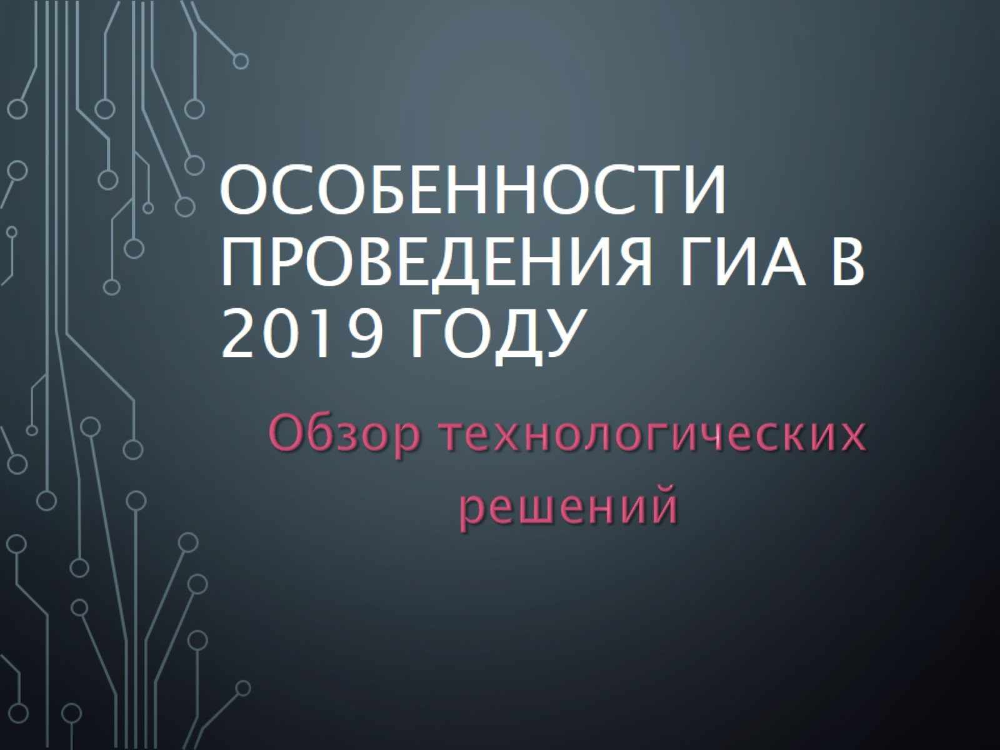 ОСОБЕННОСТИ
ПРОВЕДЕНИЯ ГИА В
2019 ГОДУ
Обзор технологических
решений